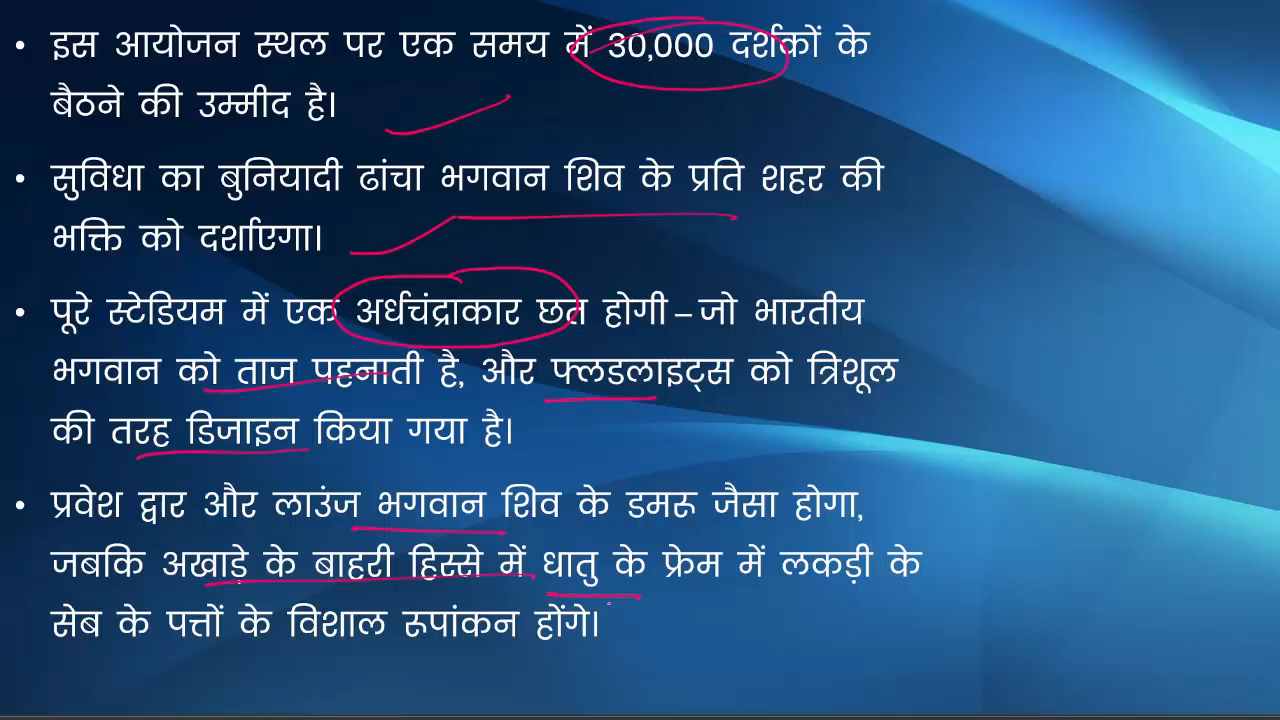 • इस आयोजन स्थल पर एक समय में 30,000 दर्शकों के
बैठने की उम्मीद है।
• सुविधा का बुनियादी ढांचा भगवान शिव के प्रति शहर की
भक्ति को दर्शाएगा।
• पूरे स्टेडियम में एक अर्धचंद्राकार छत होगी – जो भारतीय
भगवान को ताज पहनाती है, और फ्लडलाइट्स को त्रिशूल
की तरह डिजाइन किया गया है।
• प्रवेश द्वार और लाउंज भगवान शिव के डमरू जैसा होगा,
जबकि अखाड़े के बाहरी हिस्से में धातु के फ्रेम में लकड़ी के
सेब के पत्तों के विशाल रूपांकन होंगे।